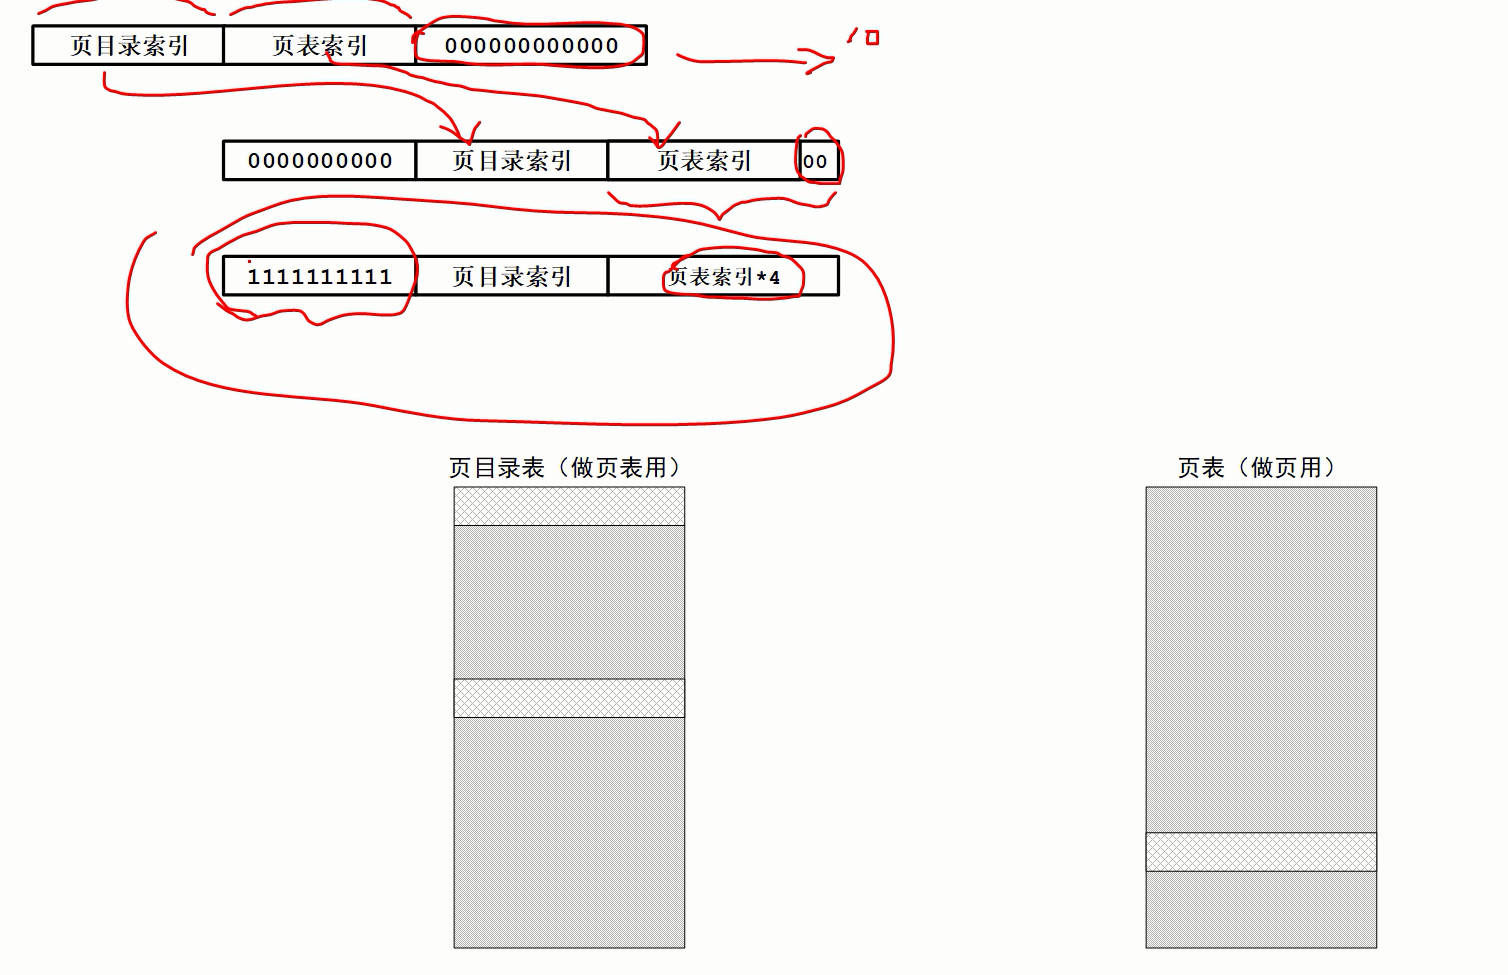 页目录索引 页表索引 000000000000 10
0000000000 页目录索引 页表索引 00
1111111111 页目录索引 页表索引*4
页目录表（做页表用） 页表（做页用）